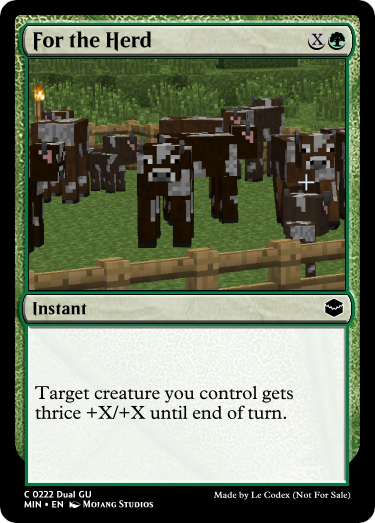 For the Herd X
Instant
Target creature you control gets
thrice +X/+X until end of turn.
C 0222 Dual GU Made by Le Codex (Not For Sale)
MIN • EN Mojang Studios